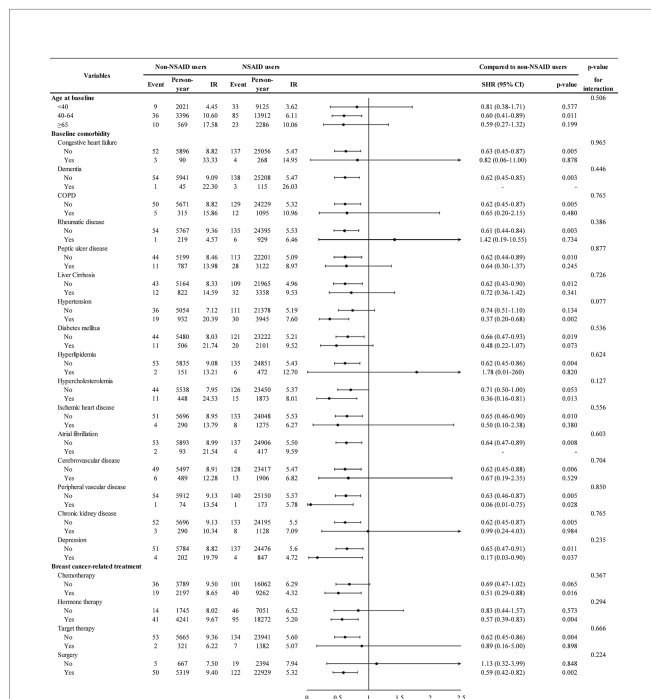 Non-NSAID users NSAID users Compared to non-NSAID users p-value
Variables Event Person-year IR Event Person-year IR SHR (95% CI) p-value for interaction
Age at baseline 0.506
<40 9 2021 4.45 33 9125 3.62 0.81 (0.38-1.71) 0.577
40-64 36 3396 10.60 85 13912 6.11 0.60 (0.41-0.89) 0.011
≥65 10 569 17.58 23 2286 10.06 0.59 (0.27-1.32) 0.199
Baseline comorbidity
Congestive heart failure 0.965
No 52 5896 8.82 137 25056 5.47 0.63 (0.45-0.87) 0.005
Yes 3 90 33.33 4 268 14.95 0.82 (0.06-11.00) 0.878
Dementia 0.446
No 54 5941 9.09 138 25208 5.47 0.62 (0.45-0.85) 0.003
Yes 1 45 22.30 3 115 26.03 - -
COPD 0.765
No 50 5671 8.82 129 24229 5.32 0.62 (0.45-0.87) 0.005
Yes 5 315 15.86 12 1095 10.96 0.65 (0.20-2.15) 0.480
Rheumatic disease 0.386
No 54 5767 9.36 135 24395 5.53 0.61 (0.44-0.84) 0.003
Yes 1 219 4.57 6 929 6.46 1.42 (0.19-10.55) 0.734
Peptic ulcer disease 0.877
No 44 5199 8.46 113 22201 5.09 0.62 (0.44-0.89) 0.010
Yes 11 787 13.98 28 3122 8.97 0.64 (0.30-1.37) 0.245
Liver Cirrhosis 0.726
No 43 5164 8.33 109 21965 4.96 0.62 (0.43-0.90) 0.012
Yes 12 822 14.59 32 3358 9.53 0.72 (0.36-1.42) 0.341
Hypertension 0.077
No 36 5054 7.12 111 21378 5.19 0.74 (0.51-1.10) 0.134
Yes 19 932 20.39 30 3945 7.60 0.37 (0.20-0.68) 0.002
Diabetes mellitus 0.536
No 44 5480 8.03 121 23222 5.21 0.66 (0.47-0.93) 0.019
Yes 11 506 21.74 20 2101 9.52 0.48 (0.22-1.07) 0.073
Hyperlipidemia 0.624
No 53 5835 9.08 135 24851 5.43 0.62 (0.45-0.86) 0.004
Yes 2 151 13.21 6 472 12.70 1.78 (0.01-260) 0.820
Hypercholesterolemia 0.127
No 44 5538 7.95 126 23450 5.37 0.71 (0.50-1.00) 0.053
Yes 11 448 24.53 15 1873 8.01 0.36 (0.16-0.81) 0.013
Ischemic heart disease 0.556
No 51 5696 8.95 133 24048 5.53 0.65 (0.46-0.90) 0.010
Yes 4 290 13.79 8 1275 6.27 0.50 (0.10-2.38) 0.380
Atrial fibrillation 0.603
No 53 5893 8.99 137 24906 5.50 0.64 (0.47-0.89) 0.008
Yes 2 93 21.54 4 417 9.59 - -
Cerebrovascular disease 0.704
No 49 5497 8.91 128 23417 5.47 0.62 (0.45-0.88) 0.006
Yes 6 489 12.28 13 1906 6.82 0.67 (0.19-2.35) 0.529
Peripheral vascular disease 0.850
No 54 5912 9.13 140 25150 5.57 0.63 (0.46-0.87) 0.005
Yes 1 74 13.54 1 173 5.78 0.06 (0.01-0.75) 0.028
Chronic kidney disease 0.765
No 52 5696 9.13 133 24195 5.5 0.62 (0.45-0.87) 0.005
Yes 3 290 10.34 8 1128 7.09 0.99 (0.24-4.03) 0.984
Depression 0.235
No 51 5784 8.82 137 24476 5.6 0.65 (0.47-0.91) 0.011
Yes 4 202 19.79 4 847 4.72 0.17 (0.03-0.90) 0.037
Breast cancer-related treatment
Chemotherapy 0.367
No 36 3789 9.50 101 16062 6.29 0.69 (0.47-1.02) 0.065
Yes 19 2197 8.65 40 9262 4.32 0.51 (0.29-0.88) 0.016
Hormone therapy 0.294
No 14 1745 8.02 46 7051 6.52 0.83 (0.44-1.57) 0.573
Yes 41 4241 9.67 95 18272 5.20 0.57 (0.39-0.83) 0.004
Target therapy 0.666
No 53 5665 9.36 134 23941 5.60 0.62 (0.45-0.86) 0.004
Yes 2 321 6.22 7 1382 5.07 0.89 (0.16-5.00) 0.898
Surgery 0.224
No 5 667 7.50 19 2394 7.94 1.13 (0.32-3.99) 0.848
Yes 50 5319 9.40 122 22929 5.32 0.59 (0.42-0.82) 0.002
0 0.5 1 1.5 2 2.5